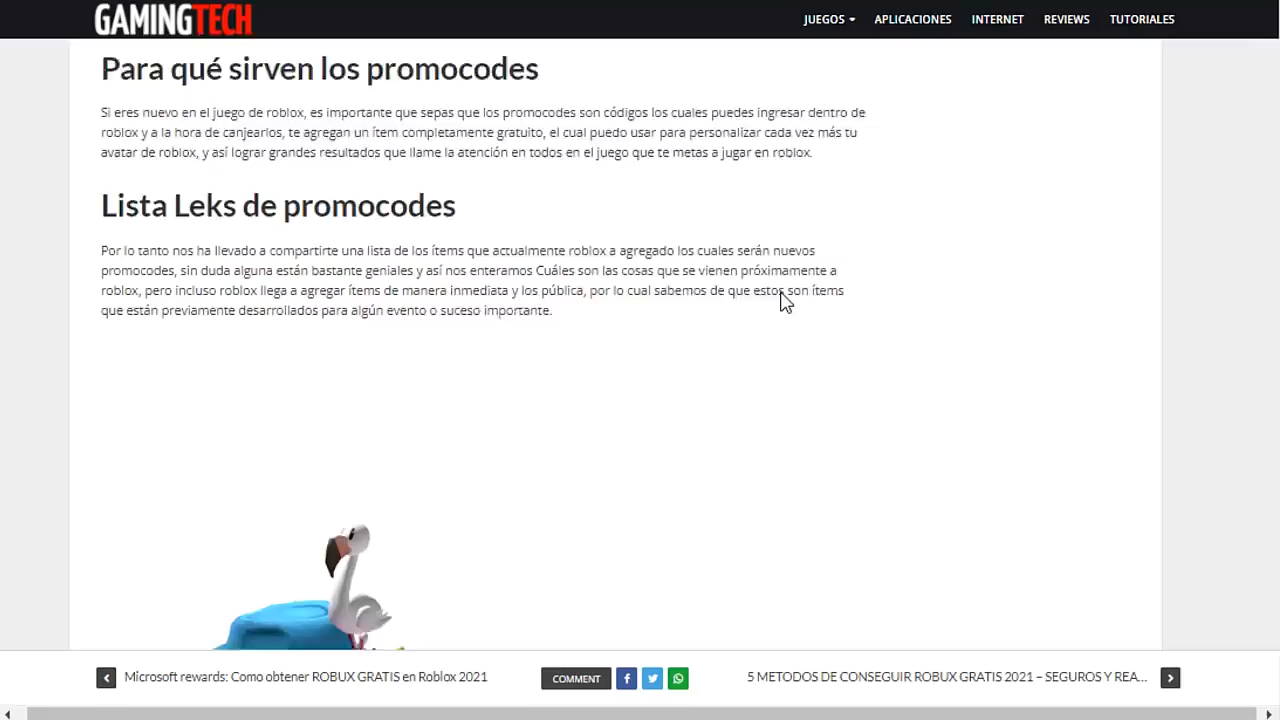 GAMINGTECH
JUEGOS APLICACIONES INTERNET REVIEWS TUTORIALES
Para qué sirven los promocodes
Si eres nuevo en el juego de roblox, es importante que sepas que los promocodes son códigos los cuales puedes ingresar dentro de
roblox y a la hora de canjearlos, te agregan un ítem completamente gratuito, el cual puedo usar para personalizar cada vez más tu
avatar de roblox, y así lograr grandes resultados que llame la atención en todos en el juego que te metas a jugar en roblox.
Lista Leks de promocodes
Por lo tanto nos ha llevado a compartirte una lista de los ítems que actualmente roblox a agregado los cuales serán nuevos
promocodes, sin duda alguna están bastante geniales y así nos enteramos Cuáles son las cosas que se vienen próximamente a
roblox, pero incluso roblox llega a agregar ítems de manera inmediata y los pública, por lo cual sabemos de que estos son ítems
que están previamente desarrollados para algún evento o suceso importante.
Microsoft rewards: Como obtener ROBUX GRATIS en Roblox 2021
COMMENT
5 METODOS DE CONSEGUIR ROBUX GRATIS 2021 – SEGUROS Y REA...